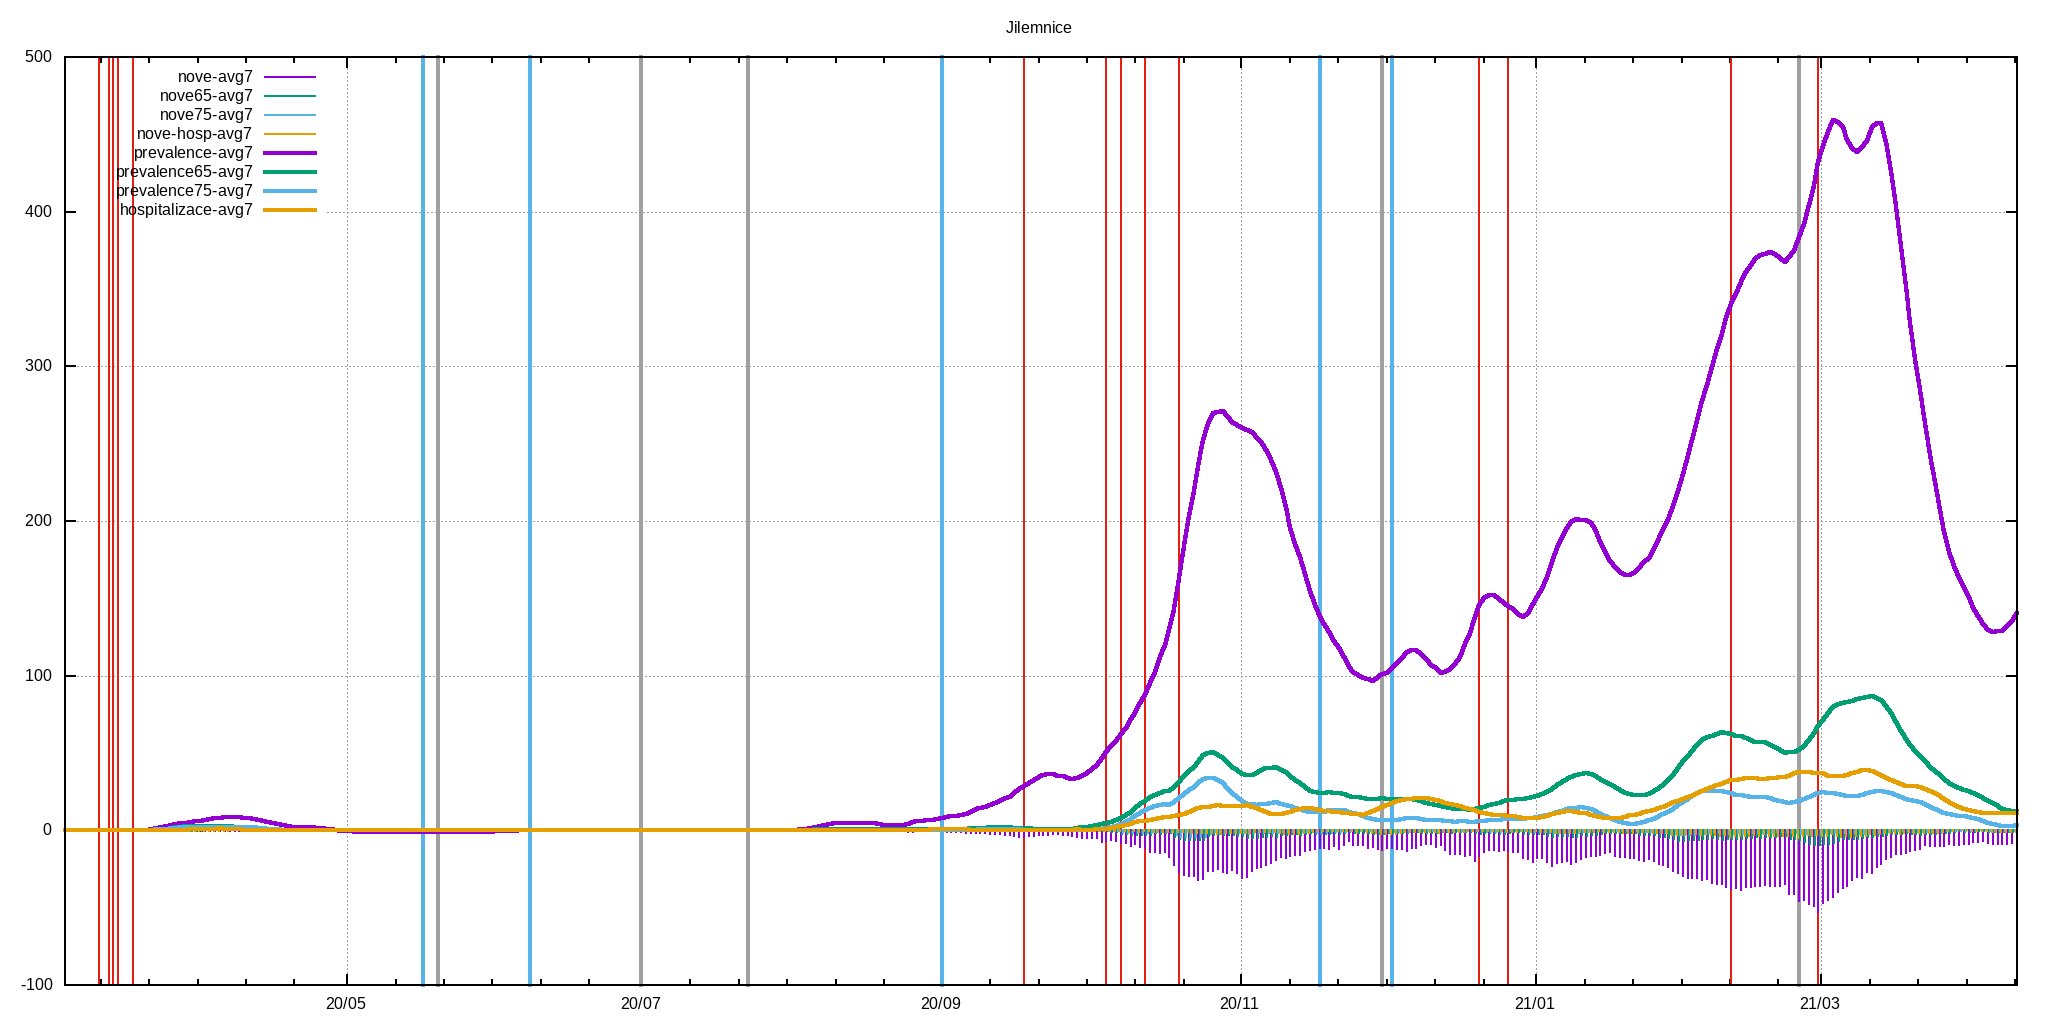 Jilemnice
500
nove-avg7
nove65-avg7
nove75-avg7
nove-hosp-avg7
prevalence-avg7
prevalence65-avg7
prevalence75-avg7
hospitalizace-avg7
400
300
200
100
0
-100
20/05 20/07 20/09 20/11 21/01 21/03